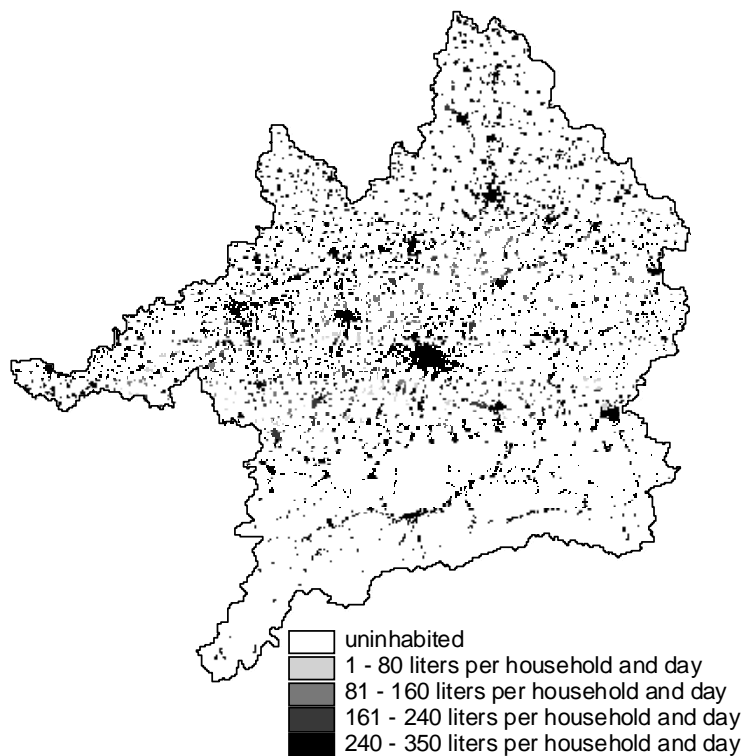 uninhabited
1 - 80 liters per household and day
81 - 160 liters per household and day
161 - 240 liters per household and day
240 - 350 liters per household and day